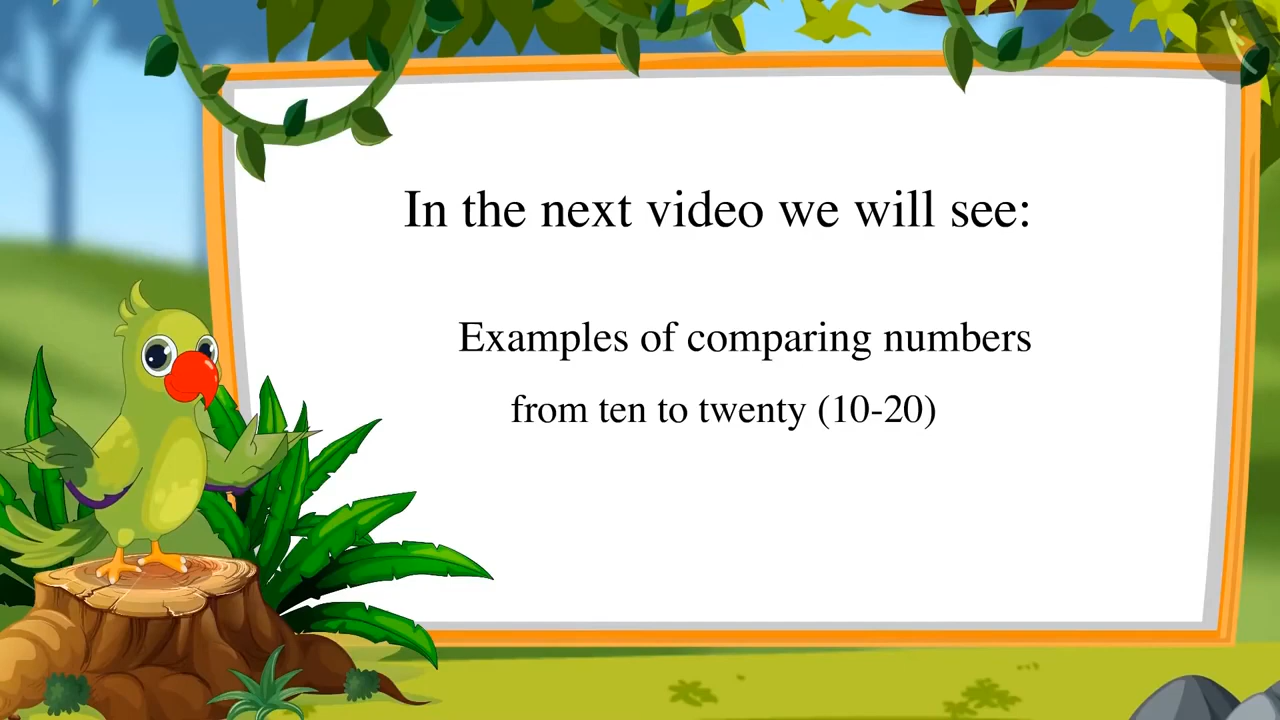 In the next video we will see:
Examples of comparing numbers
from ten to twenty (10-20)